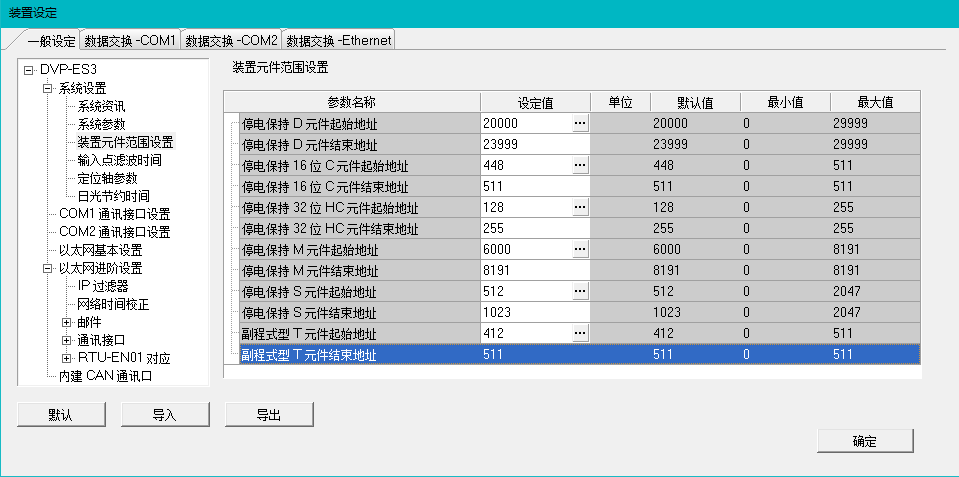 装置设定
一般设定 数据交换 -COM1 数据交换 -COM2 数据交换 -Ethernet
DVP-ES3
系统设置
系统资讯
系统参数
装置元件范围设置
输入点滤波时间
定位轴参数
日光节约时间
COM1 通讯接口设置
COM2 通讯接口设置
以太网基本设置
以太网进阶设置
IP 过滤器
网络时间校正
邮件
通讯接口
RTU-EN01 对应
内建 CAN 通讯口
装置元件范围设置
参数名称 设定值 单位 默认值 最小值 最大值
停电保持 D 元件起始地址 20000 ... 20000 0 29999
停电保持 D 元件结束地址 23999 23999 0 29999
停电保持 16 位 C 元件起始地址 448 ... 448 0 511
停电保持 16 位 C 元件结束地址 511 511 0 511
停电保持 32 位 HC 元件起始地址 128 ... 128 0 255
停电保持 32 位 HC 元件结束地址 255 255 0 255
停电保持 M 元件起始地址 6000 ... 6000 0 8191
停电保持 M 元件结束地址 8191 8191 0 8191
停电保持 S 元件起始地址 512 ... 512 0 2047
停电保持 S 元件结束地址 1023 1023 0 2047
副程式型 T 元件起始地址 412 ... 412 0 511
副程式型 T 元件结束地址 511 511 0 511
默认 导入 导出
确定